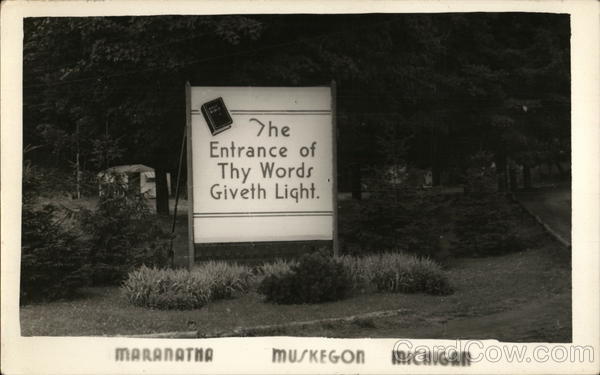 The
Entrance of
Thy Words
Giveth Light.
MARANATHA MUSKEGON MICHIGAN
CardCow.com